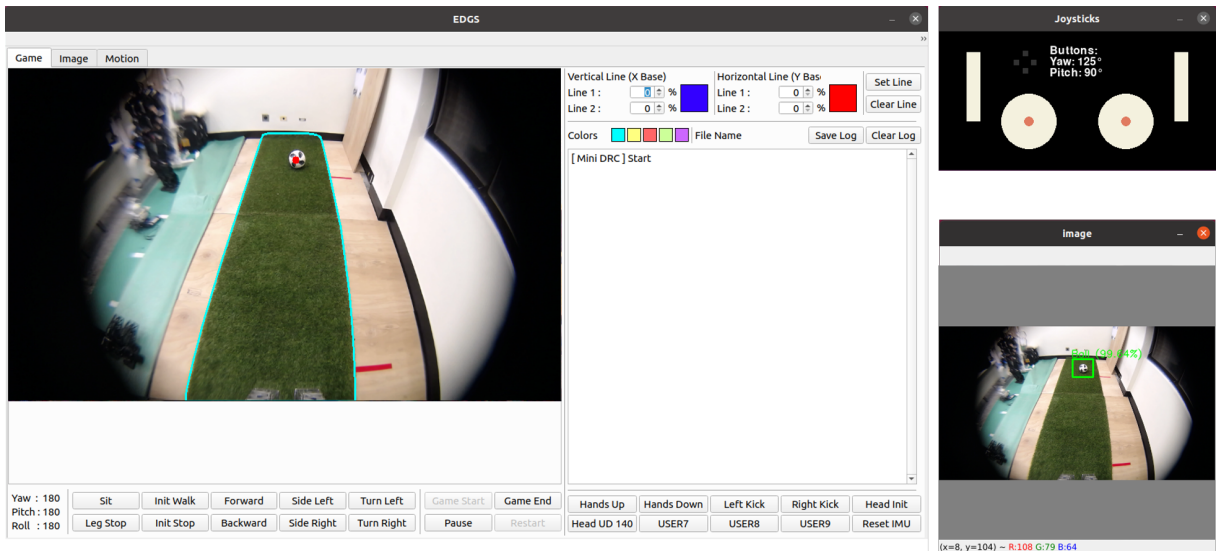 EDGS
Game Image Motion
Vertical Line (X Base) Horizontal Line (Y Bas
Line 1 : 0 % Line 1 : 0 % Set Line
Line 2 : 0 % Line 2 : 0 % Clear Line
Colors File Name Save Log Clear Log
[ Mini DRC ] Start
Yaw : 180
Pitch : 180
Roll : 180
Sit Init Walk Forward Side Left Turn Left Game Start Game End
Leg Stop Init Stop Backward Side Right Turn Right Pause Restart
Hands Up Hands Down Left Kick Right Kick Head Init
Head UD 140 USER7 USER8 USER9 Reset IMU
Joysticks
Buttons:
Yaw: 125°
Pitch: 90°
image
Ball (99.64%)
(x=8, y=104) ~ R:108 G:79 B:64